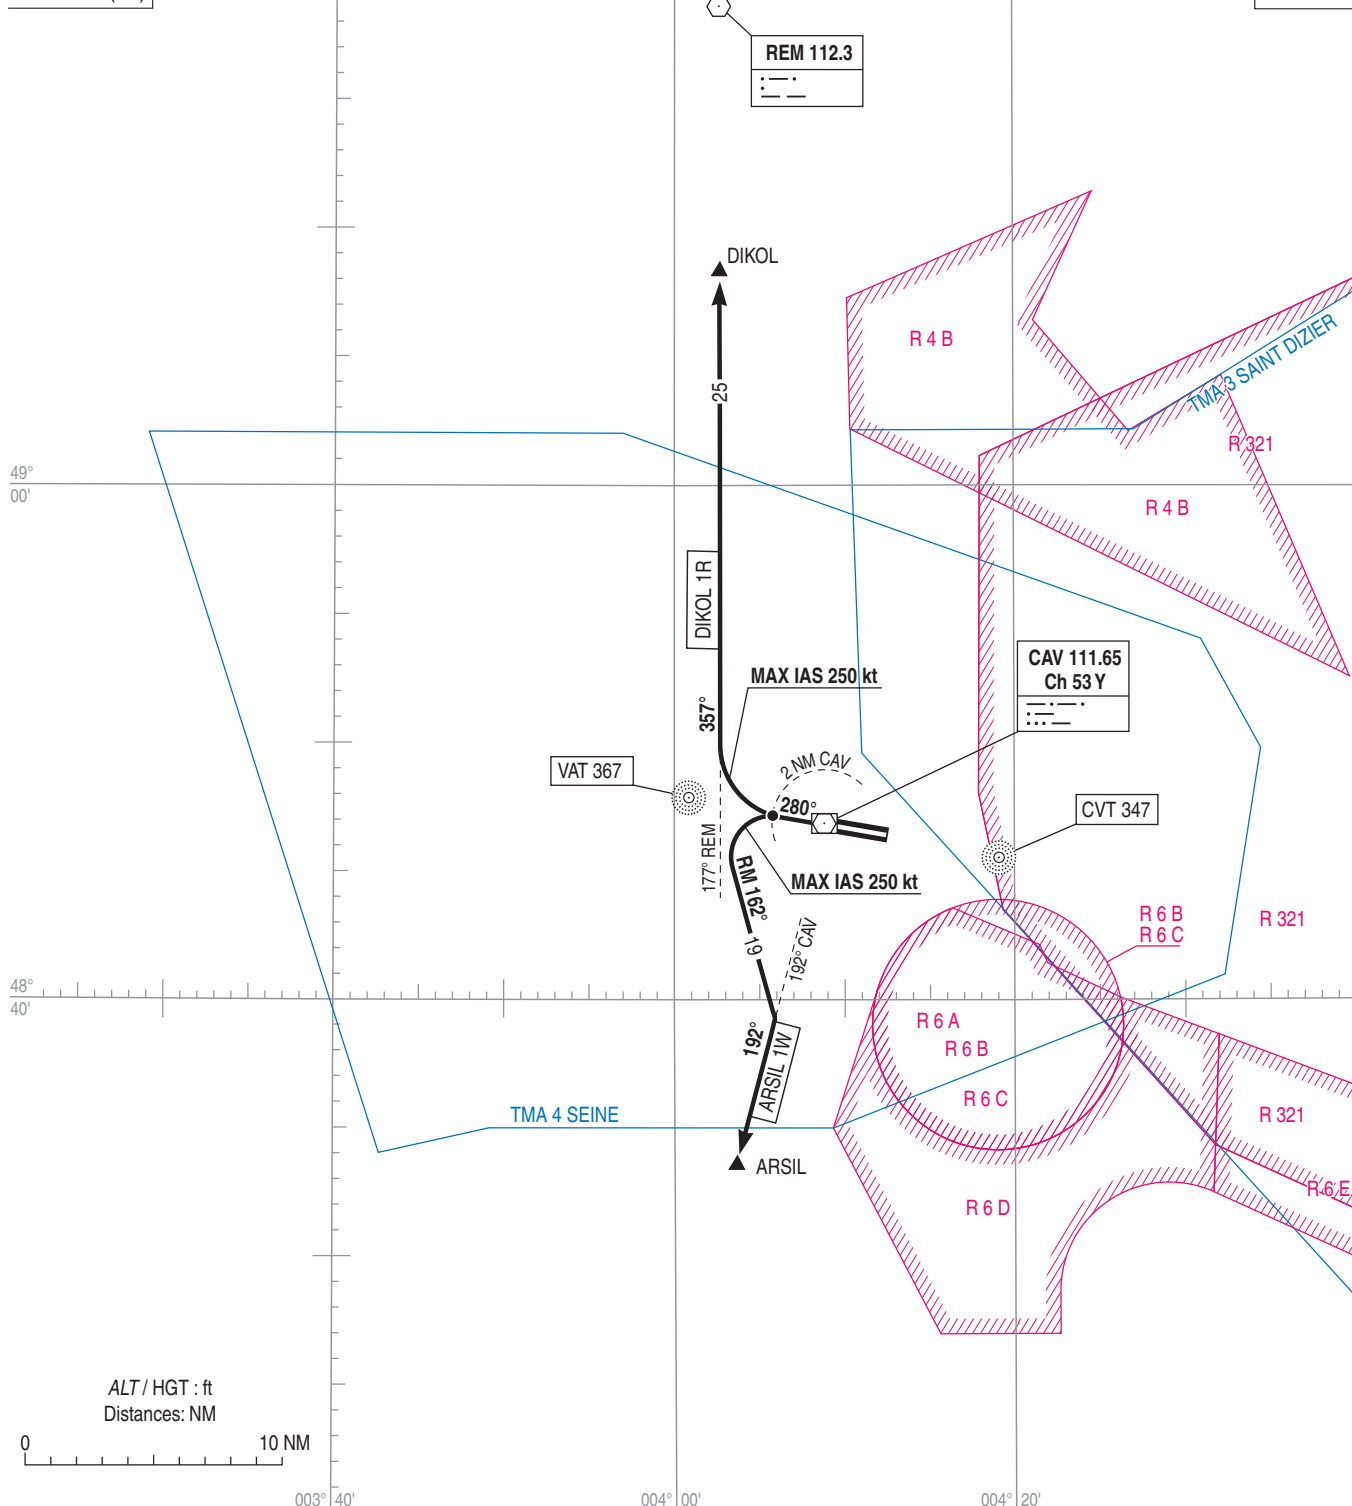 REM 112.3
DIKOL
R 4 B
TMA 3 SAINT DIZIER
25
R 321
49°
00'
R 4 B
DIKOL 1R
CAV 111.65
Ch 53 Y
MAX IAS 250 kt
357°
2 NM CAV
VAT 367
280°
CVT 347
177° REM
RM 162°
MAX IAS 250 kt
R 6 B
R 6 C
R 321
19
192° CAV
48°
40'
R 6 A
192°
R 6 B
ARSIL 1W
R 6 C
TMA 4 SEINE
R 321
ARSIL
R 6 E
R 6 D
ALT / HGT : ft
Distances: NM
0
10 NM
003° 40'
004° 00'
004° 20'